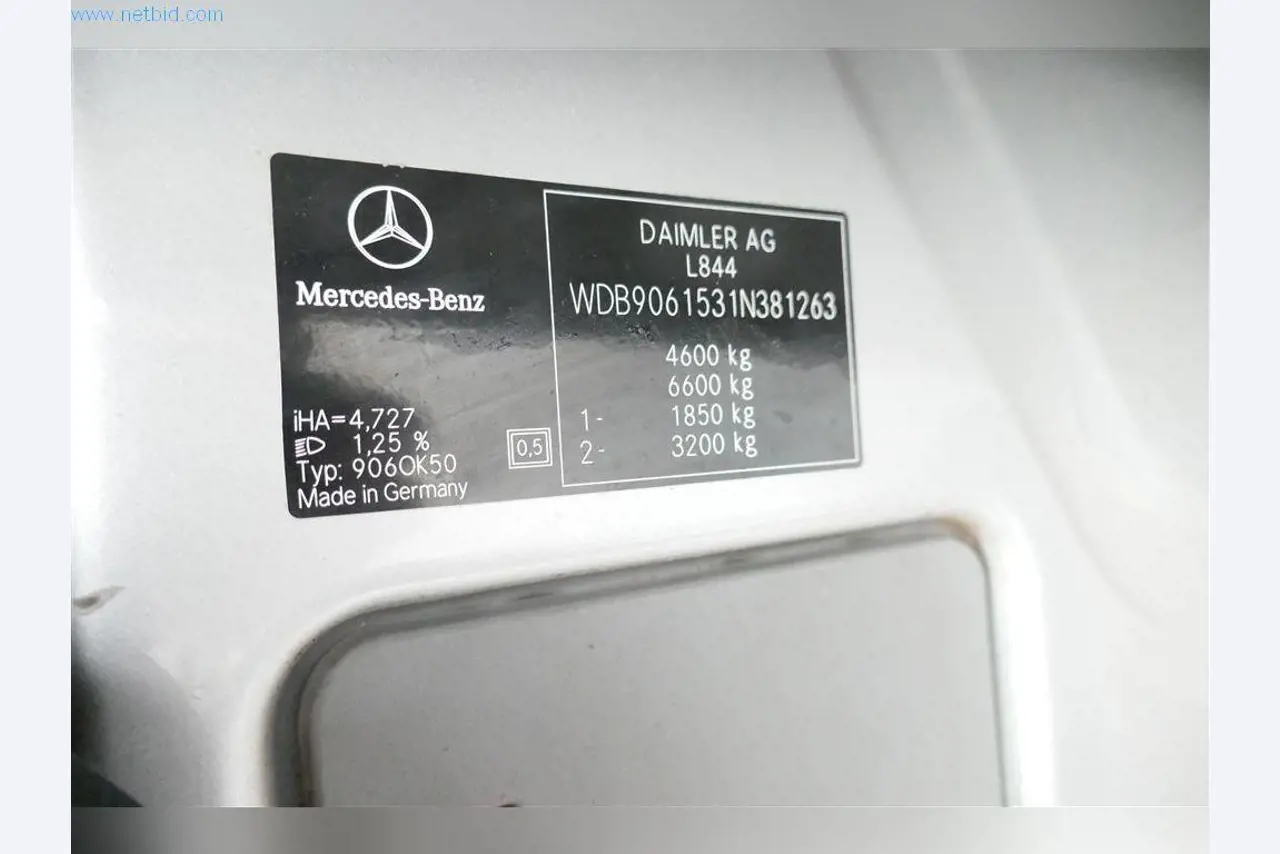 www.netbid.com
Mercedes-Benz
iHA=4,727
1,25 %
Typ: 906OK50
Made in Germany
0,5
DAIMLER AG
L844
WDB9061531N381263
4600 kg
6600 kg
1- 1850 kg
2- 3200 kg